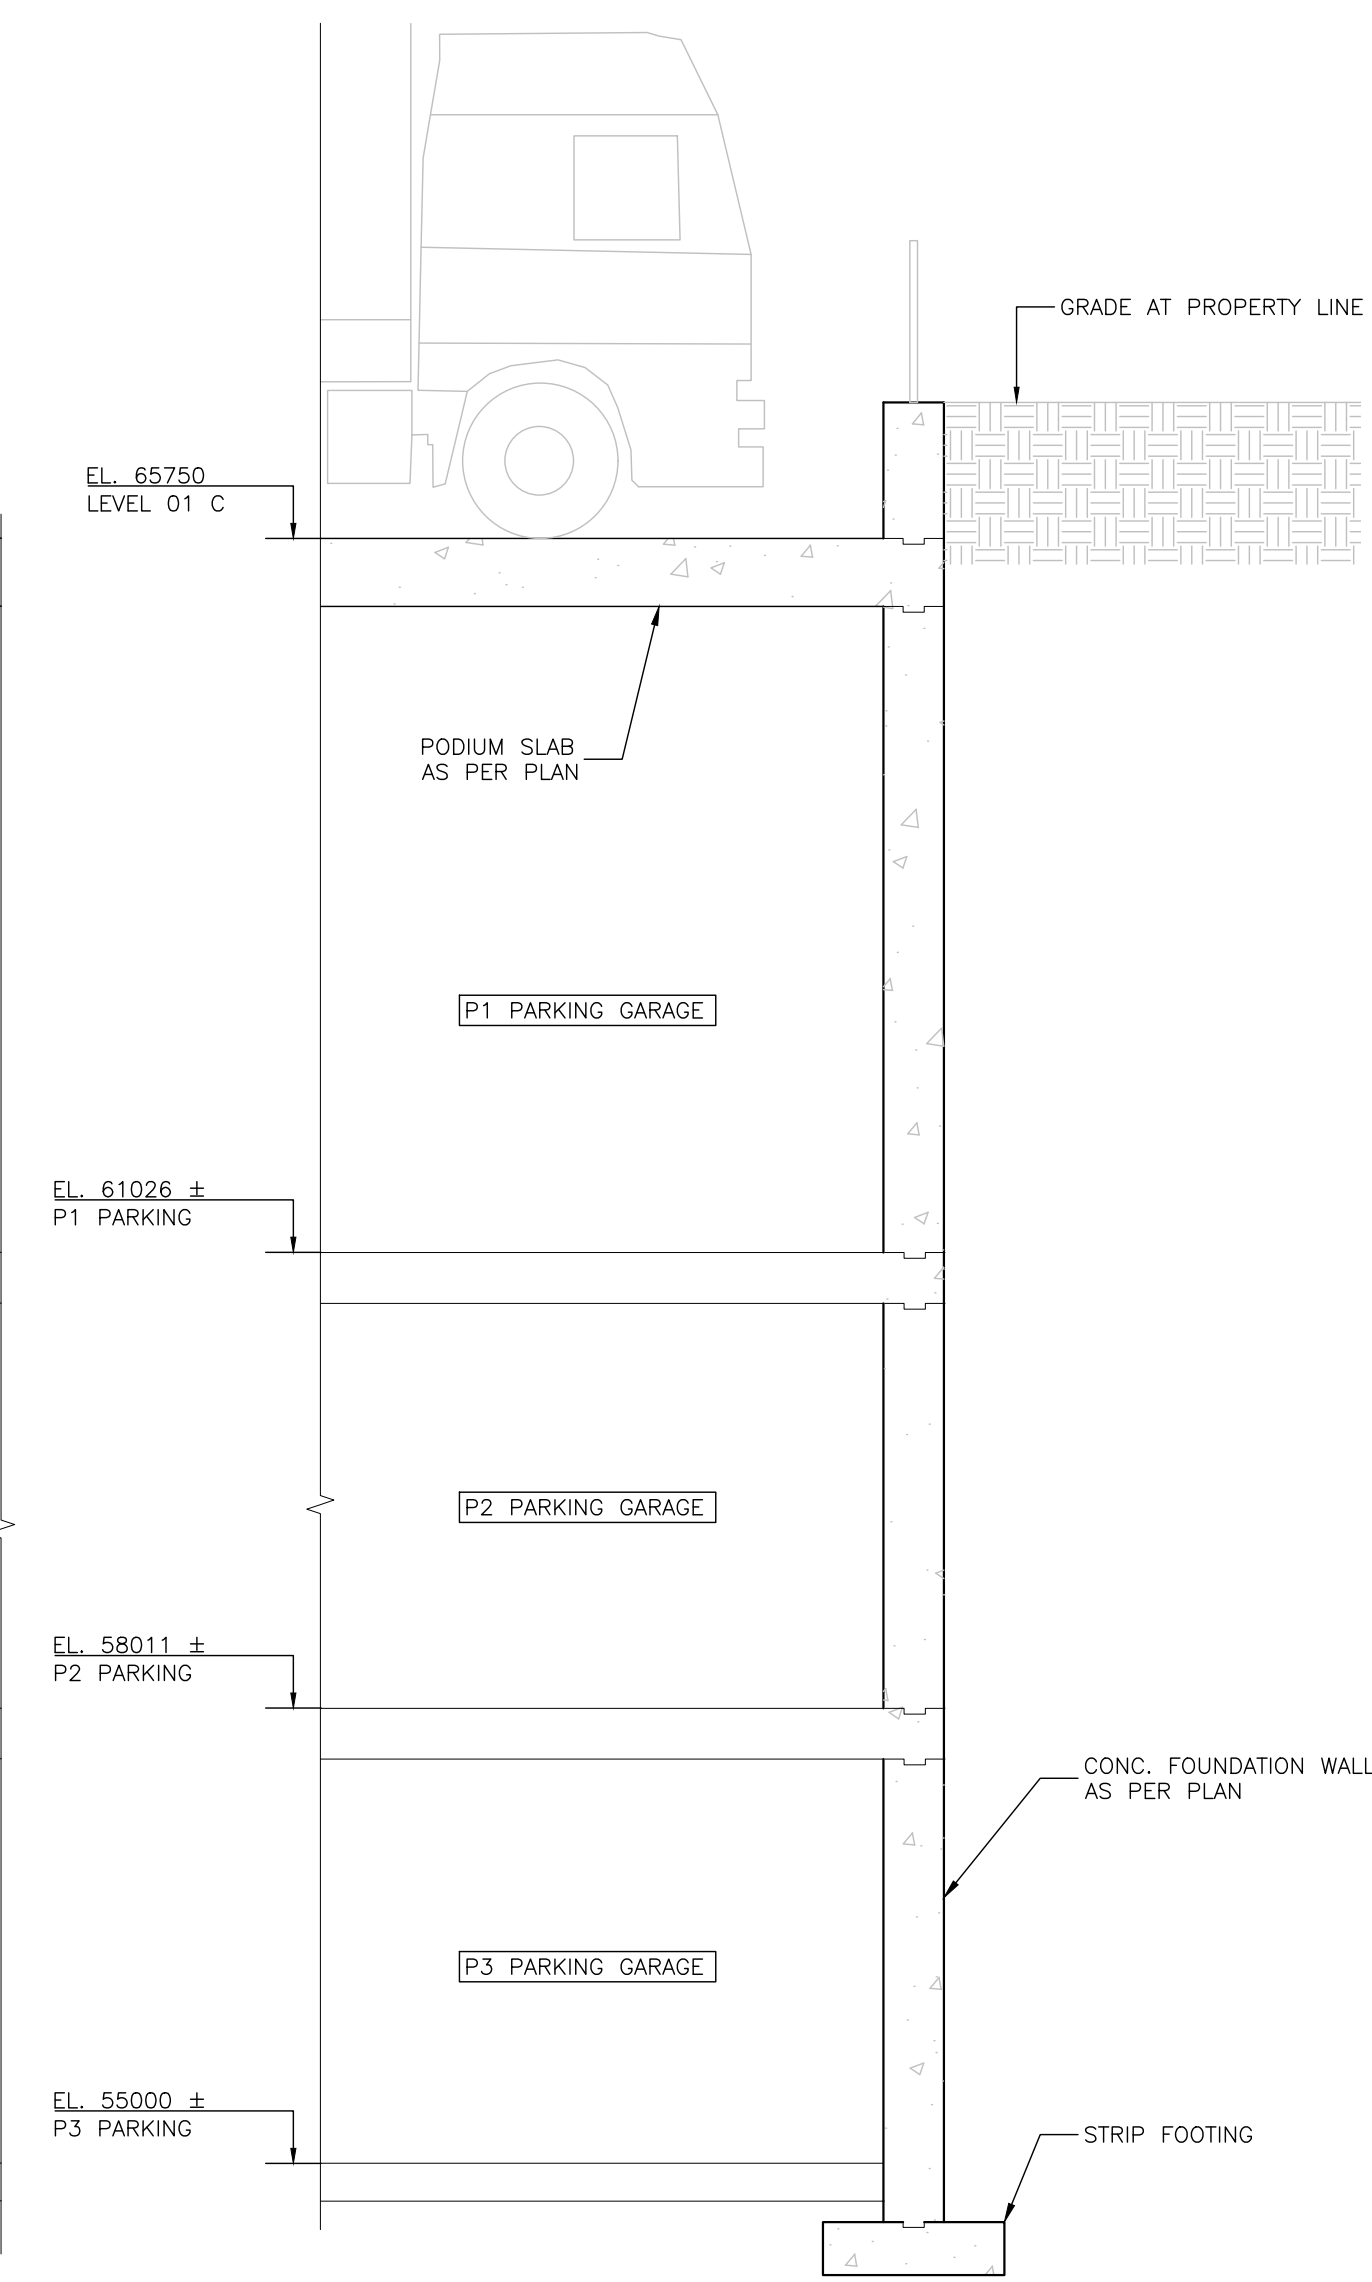 GRADE AT PROPERTY LINE
EL. 65750
LEVEL 01 C
PODIUM SLAB
AS PER PLAN
P1 PARKING GARAGE
EL. 61026 ±
P1 PARKING
P2 PARKING GARAGE
EL. 58011 ±
P2 PARKING
CONC. FOUNDATION WALL
AS PER PLAN
P3 PARKING GARAGE
EL. 55000 ±
P3 PARKING
STRIP FOOTING